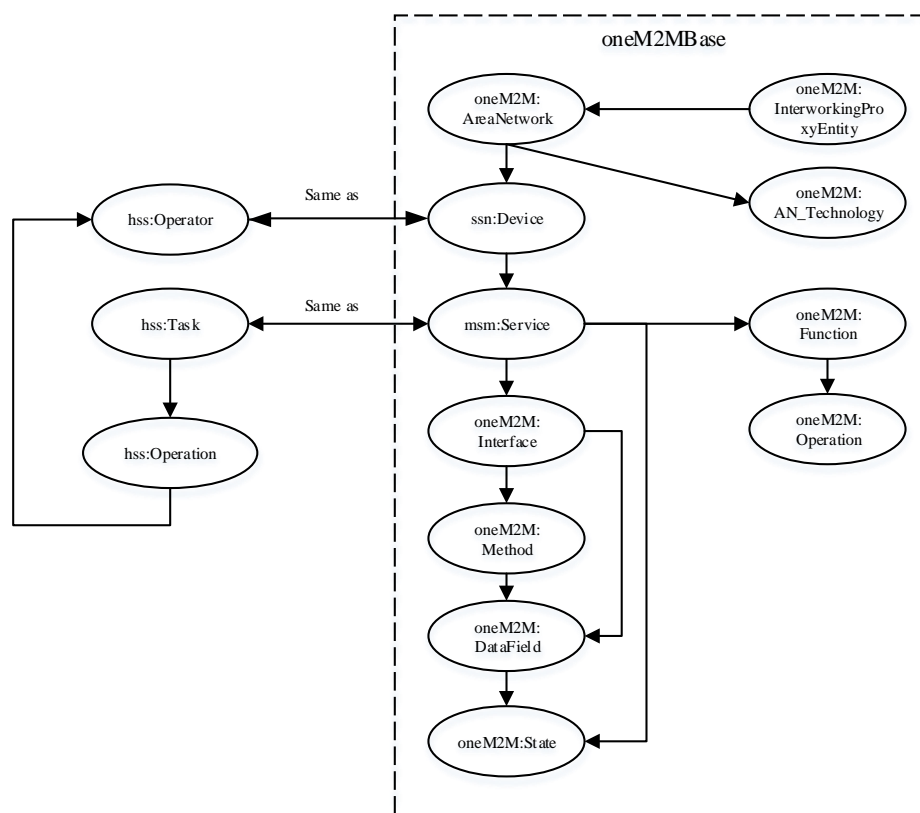 oneM2MBase
oneM2M:
AreaNetwork
oneM2M:
InterworkingPro
xyEntity
oneM2M:
AN_Technology
hss:Operator
Same as
ssn:Device
hss:Task
Same as
msm:Service
oneM2M:
Function
hss:Operation
oneM2M:
Interface
oneM2M:
Operation
oneM2M:
Method
oneM2M:
DataField
oneM2M:State